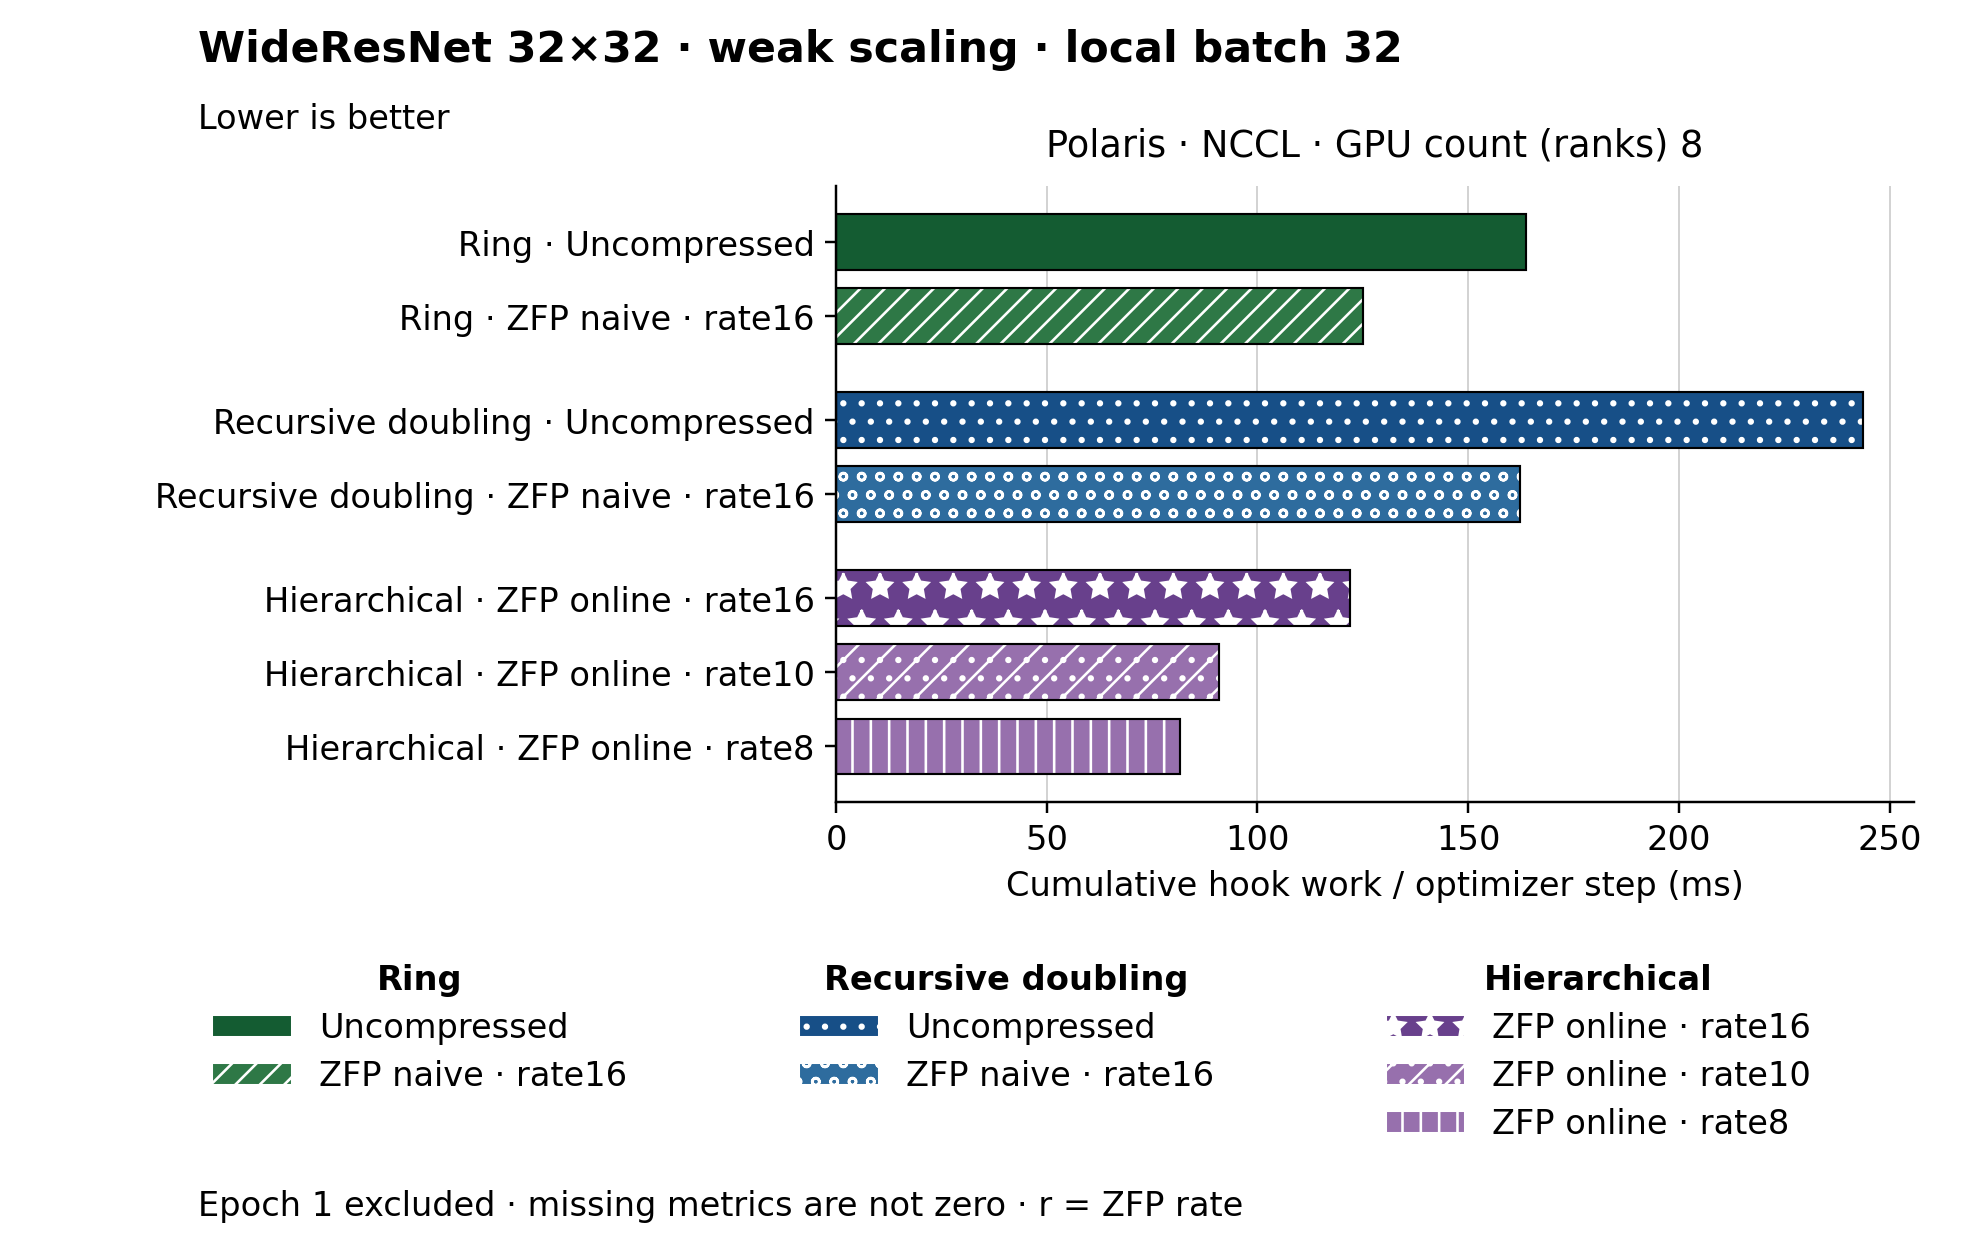 WideResNet 32×32 · weak scaling · local batch 32
Lower is better
Polaris · NCCL · GPU count (ranks) 8
Ring · Uncompressed
Ring · ZFP naive · rate16
Recursive doubling · Uncompressed
Recursive doubling · ZFP naive · rate16
Hierarchical · ZFP online · rate16
Hierarchical · ZFP online · rate10
Hierarchical · ZFP online · rate8
0 50 100 150 200 250
Cumulative hook work / optimizer step (ms)
Ring
Uncompressed
ZFP naive · rate16
Recursive doubling
Uncompressed
ZFP naive · rate16
Hierarchical
ZFP online · rate16
ZFP online · rate10
ZFP online · rate8
Epoch 1 excluded · missing metrics are not zero · r = ZFP rate